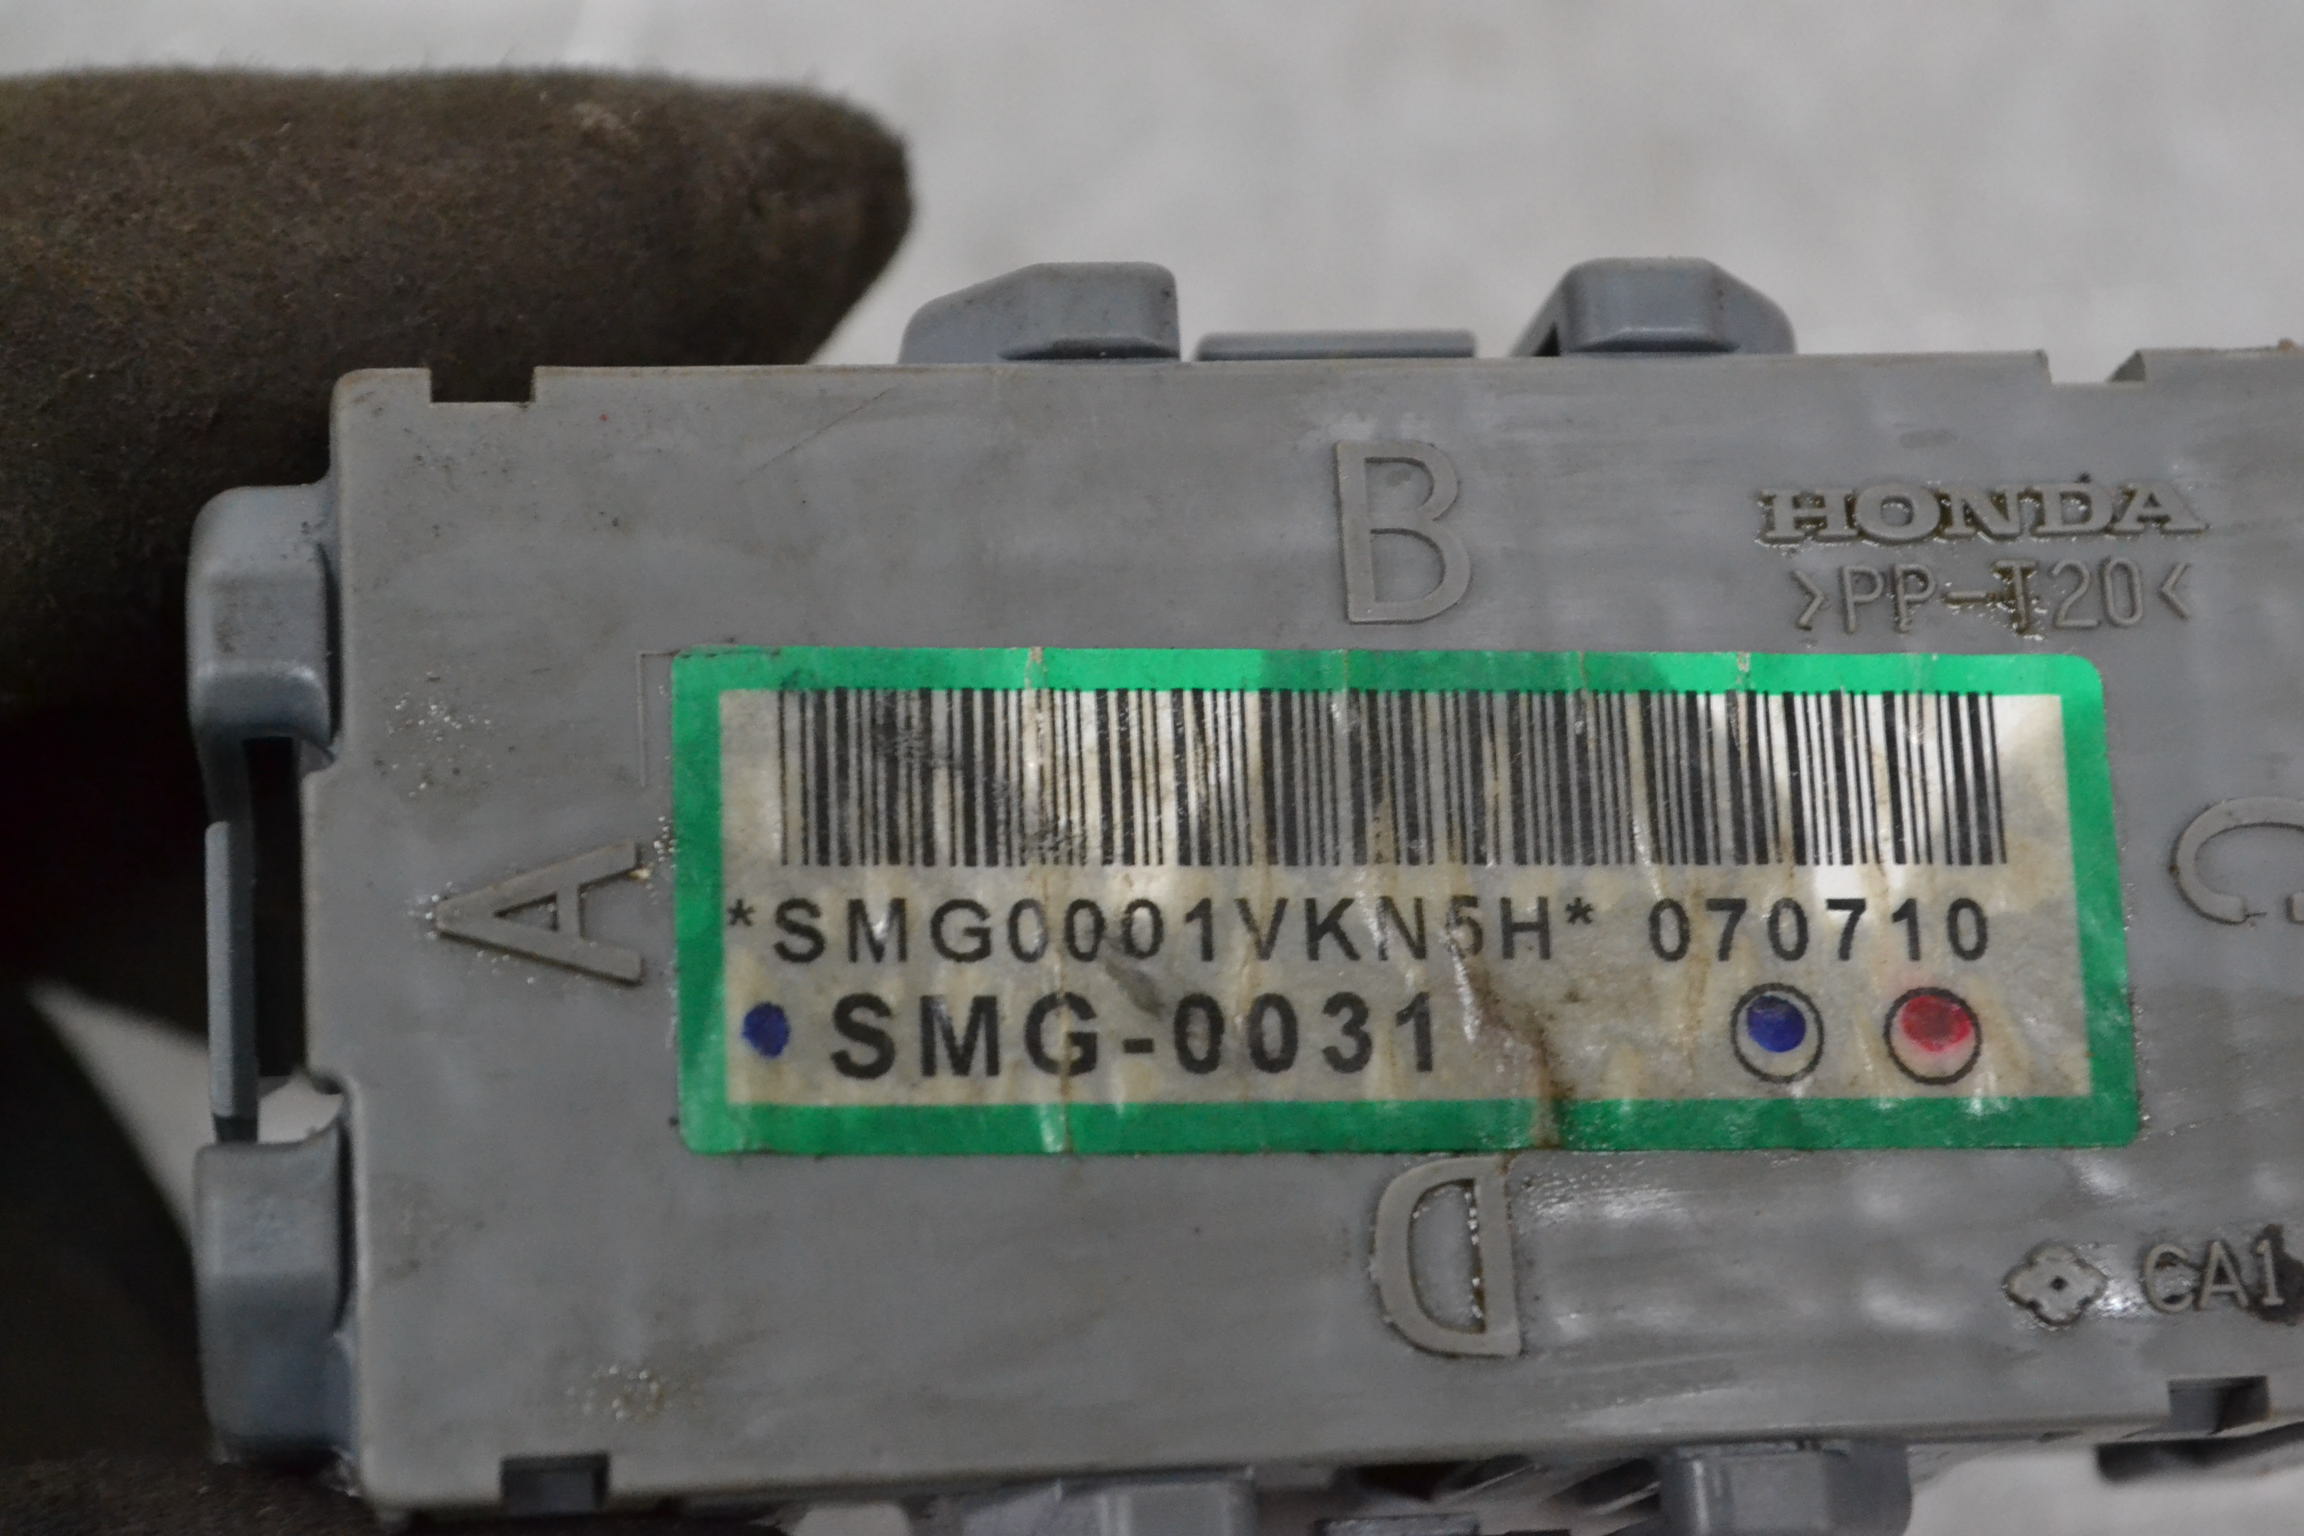 B
HONDA
>PP-T20<
A
*SMG0001VKN5H* 070710
C
SMG-0031
D
CA1